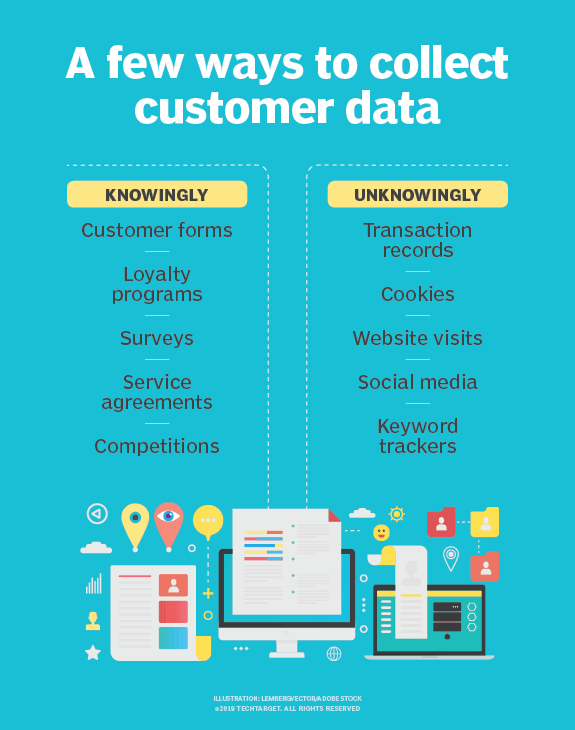 A few ways to collect
customer data
KNOWINGLY
Customer forms
Loyalty
programs
Surveys
Service
agreements
Competitions
UNKNOWINGLY
Transaction
records
Cookies
Website visits
Social media
Keyword
trackers
ILLUSTRATION: LEMBERGVECTOR/ADOBE STOCK
©2019 TECHTARGET. ALL RIGHTS RESERVED